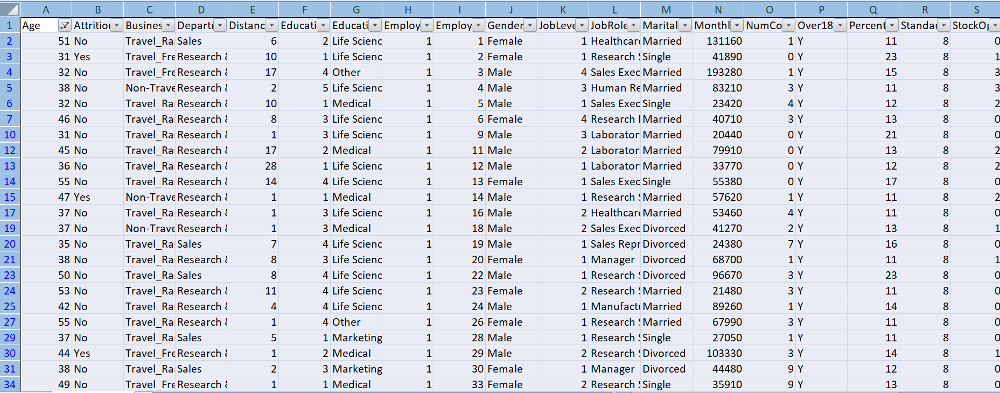 A B C D E F G H I J K L M N O P Q R S
1 Age Attritio Busines Departr Distanc Educati Educati Employ Employ Gender JobLeve JobRole Marital Monthl NumCo Over18 Percent Standar StockOp
2 51 No Travel_Ra Sales 6 2 Life Scienc 1 1 Female 1 Healthcare Married 131160 1 Y 11 8 0
3 31 Yes Travel_Fre Research & 10 1 Life Scienc 1 2 Female 1 Research S Single 41890 0 Y 23 8 1
4 32 No Travel_Fre Research & 17 4 Other 1 3 Male 4 Sales Exec Married 193280 1 Y 15 8 3
5 38 No Non-Trave Research & 2 5 Life Scienc 1 4 Male 3 Human Re Married 83210 3 Y 11 8 3
6 32 No Travel_Ra Research & 10 1 Medical 1 5 Male 1 Sales Exec Single 23420 4 Y 12 8 2
7 46 No Travel_Ra Research & 8 3 Life Scienc 1 6 Female 4 Research D Married 40710 3 Y 13 8 0
10 31 No Travel_Ra Research & 1 3 Life Scienc 1 9 Male 3 Laborator Married 20440 0 Y 21 8 0
12 45 No Travel_Ra Research & 17 2 Medical 1 11 Male 2 Laborator Married 79910 0 Y 13 8 2
13 36 No Travel_Ra Research & 28 1 Life Scienc 1 12 Male 1 Laborator Married 33770 0 Y 12 8 2
14 55 No Travel_Ra Research & 14 4 Life Scienc 1 13 Female 1 Sales Exec Single 55380 0 Y 17 8 0
15 47 Yes Non-Trave Research & 1 1 Medical 1 14 Male 1 Research S Married 57620 1 Y 11 8 2
17 37 No Travel_Ra Research & 1 3 Life Scienc 1 16 Male 2 Healthcare Married 53460 4 Y 11 8 0
19 37 No Non-Trave Research & 1 3 Medical 1 18 Male 2 Sales Exec Divorced 41270 2 Y 13 8 1
20 35 No Travel_Ra Sales 7 4 Life Scienc 1 19 Male 1 Sales Repr Divorced 24380 7 Y 16 8 0
21 38 No Travel_Ra Research & 8 3 Life Scienc 1 20 Female 1 Manager Divorced 68700 1 Y 11 8 1
23 50 No Travel_Ra Sales 8 4 Life Scienc 1 22 Male 1 Research S Divorced 96670 3 Y 23 8 0
24 53 No Travel_Ra Research & 11 4 Life Scienc 1 23 Female 2 Research S Married 21480 3 Y 11 8 0
25 42 No Travel_Ra Research & 4 4 Life Scienc 1 24 Male 1 Manufactu Married 89260 1 Y 14 8 0
27 55 No Travel_Ra Research & 1 4 Other 1 26 Female 1 Research S Married 67990 3 Y 11 8 0
29 37 No Travel_Ra Sales 5 1 Marketing 1 28 Male 1 Research S Single 27050 1 Y 11 8 0
30 44 Yes Travel_Fre Research & 1 2 Medical 1 29 Male 2 Research S Divorced 103330 3 Y 14 8 1
31 38 No Travel_Ra Sales 2 3 Marketing 1 30 Female 1 Manager Divorced 44480 9 Y 12 8 0
34 49 No Travel_Fre Research & 1 1 Medical 1 33 Female 2 Research S Single 35910 9 Y 13 8 0